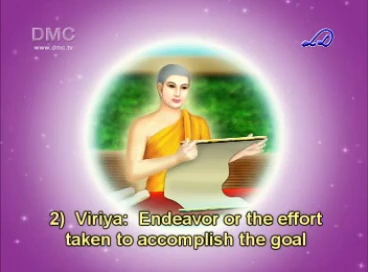 DMC
www.dmc.tv
2) Viriya: Endeavor or the effort
taken to accomplish the goal